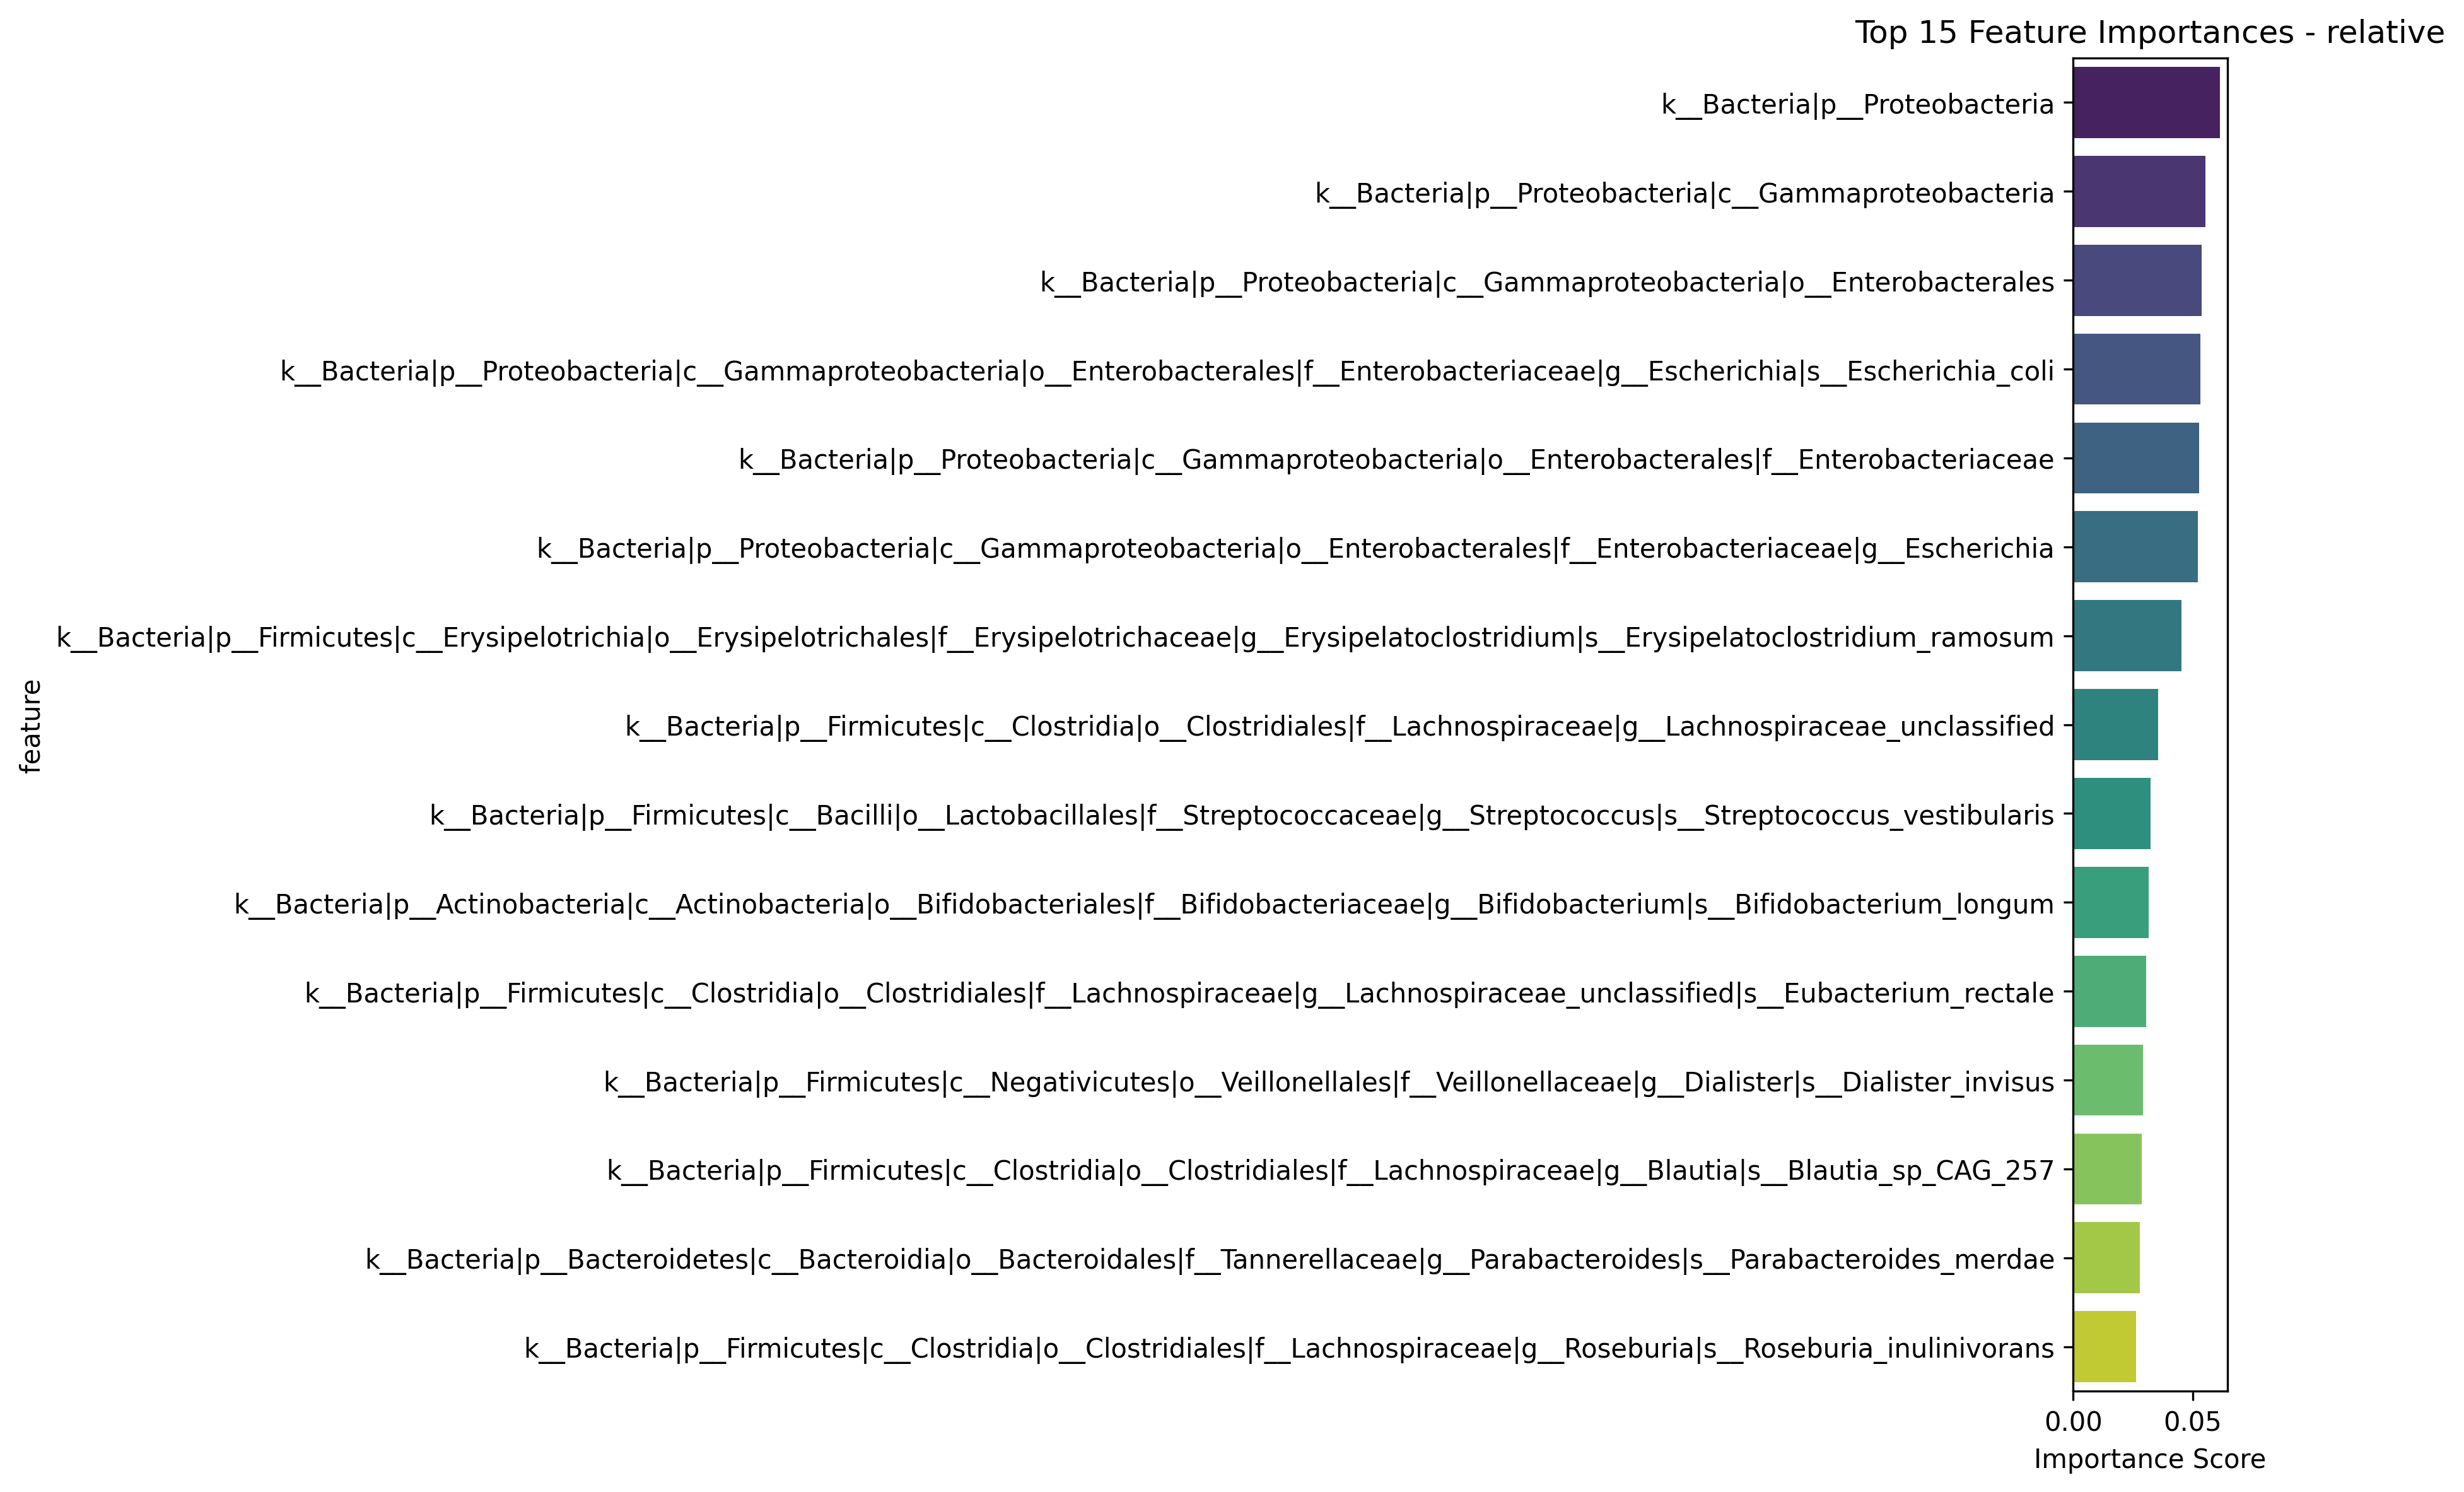 Top 15 Feature Importances - relative
k__Bacteria|p__Proteobacteria
k__Bacteria|p__Proteobacteria|c__Gammaproteobacteria
k__Bacteria|p__Proteobacteria|c__Gammaproteobacteria|o__Enterobacterales
k__Bacteria|p__Proteobacteria|c__Gammaproteobacteria|o__Enterobacterales|f__Enterobacteriaceae|g__Escherichia|s__Escherichia_coli
k__Bacteria|p__Proteobacteria|c__Gammaproteobacteria|o__Enterobacterales|f__Enterobacteriaceae
k__Bacteria|p__Proteobacteria|c__Gammaproteobacteria|o__Enterobacterales|f__Enterobacteriaceae|g__Escherichia
k__Bacteria|p__Firmicutes|c__Erysipelotrichia|o__Erysipelotrichales|f__Erysipelotrichaceae|g__Erysipelatoclostridium|s__Erysipelatoclostridium_ramosum
k__Bacteria|p__Firmicutes|c__Clostridia|o__Clostridiales|f__Lachnospiraceae|g__Lachnospiraceae_unclassified
k__Bacteria|p__Firmicutes|c__Bacilli|o__Lactobacillales|f__Streptococcaceae|g__Streptococcus|s__Streptococcus_vestibularis
k__Bacteria|p__Actinobacteria|c__Actinobacteria|o__Bifidobacteriales|f__Bifidobacteriaceae|g__Bifidobacterium|s__Bifidobacterium_longum
k__Bacteria|p__Firmicutes|c__Clostridia|o__Clostridiales|f__Lachnospiraceae|g__Lachnospiraceae_unclassified|s__Eubacterium_rectale
k__Bacteria|p__Firmicutes|c__Negativicutes|o__Veillonellales|f__Veillonellaceae|g__Dialister|s__Dialister_invisus
k__Bacteria|p__Firmicutes|c__Clostridia|o__Clostridiales|f__Lachnospiraceae|g__Blautia|s__Blautia_sp_CAG_257
k__Bacteria|p__Bacteroidetes|c__Bacteroidia|o__Bacteroidales|f__Tannerellaceae|g__Parabacteroides|s__Parabacteroides_merdae
k__Bacteria|p__Firmicutes|c__Clostridia|o__Clostridiales|f__Lachnospiraceae|g__Roseburia|s__Roseburia_inulinivorans
feature
0.00 0.05
Importance Score